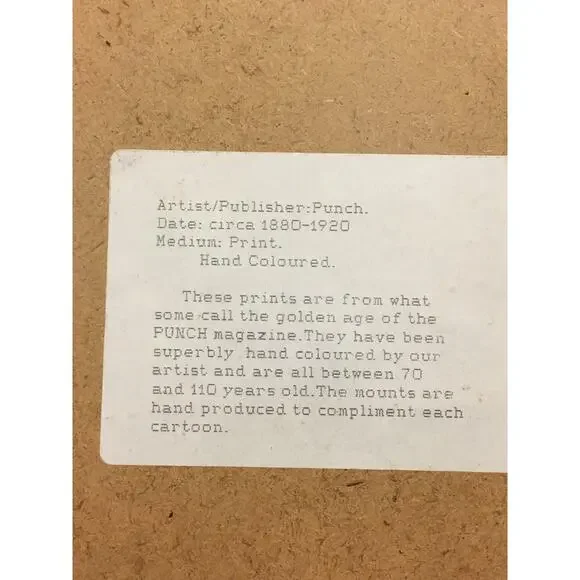 Artist/Publisher:Punch.
Date: circa 1880-1920
Medium: Print.
Hand Coloured.
These prints are from what
some call the golden age of the
PUNCH magazine.They have been
superbly hand coloured by our
artist and are all between 70
and 110 years old.The mounts are
hand produced to compliment each
cartoon.